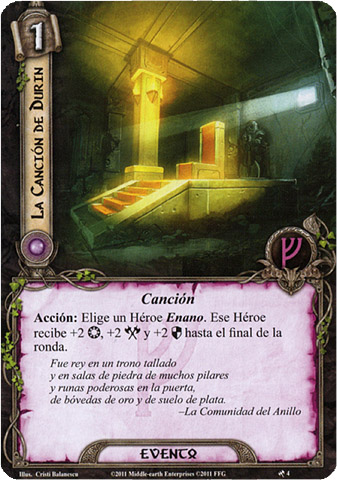 1
LA CANCIÓN DE DURIN
Canción
Acción: Elige un Héroe Enano. Ese Héroe
recibe +2 , +2 y +2 hasta el final de la
ronda.
Fue rey en un trono tallado
y en salas de piedra de muchos pilares
y runas poderosas en la puerta,
de bóvedas de oro y de suelo de plata.
–La Comunidad del Anillo
EVENTO
Illus. Cristi Balanescu
©2011 Middle-earth Enterprises ©2011 FFG
4